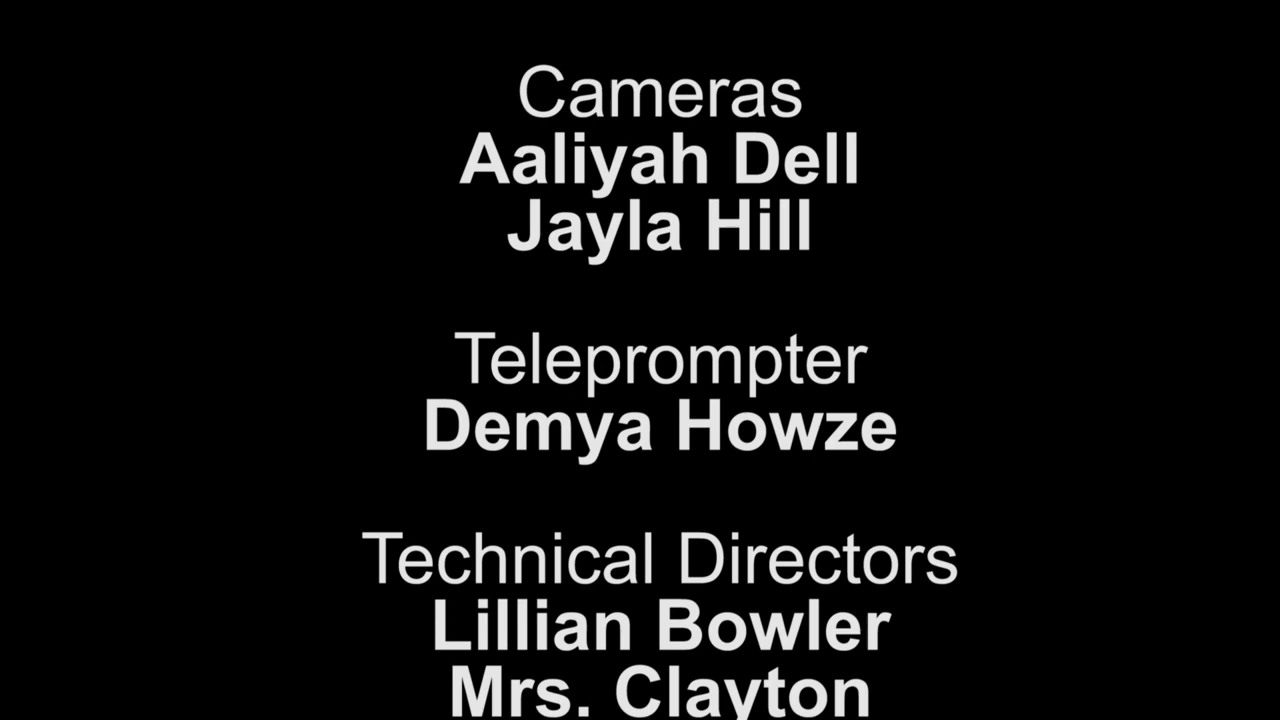 Cameras
Aaliyah Dell
Jayla Hill
Teleprompter
Demya Howze
Technical Directors
Lillian Bowler
Mrs. Clayton